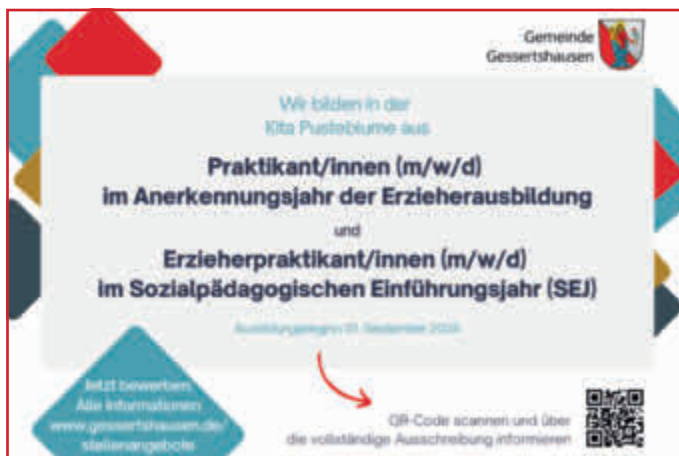 Gemeinde
Gessertshausen
Wir bilden in der
Kita Pusteblume aus
Praktikant/innen (m/w/d)
im Anerkennungsjahr der Erzieherausbildung
und
Erzieherpraktikant/innen (m/w/d)
im Sozialpädagogischen Einführungsjahr (SEJ)
Ausbildungsbeginn 01. September
Jetzt bewerben
Alle Informationen
www.gessertshausen.de/
stellenangebote
QR-Code scannen und über
die vollständige Ausschreibung informieren